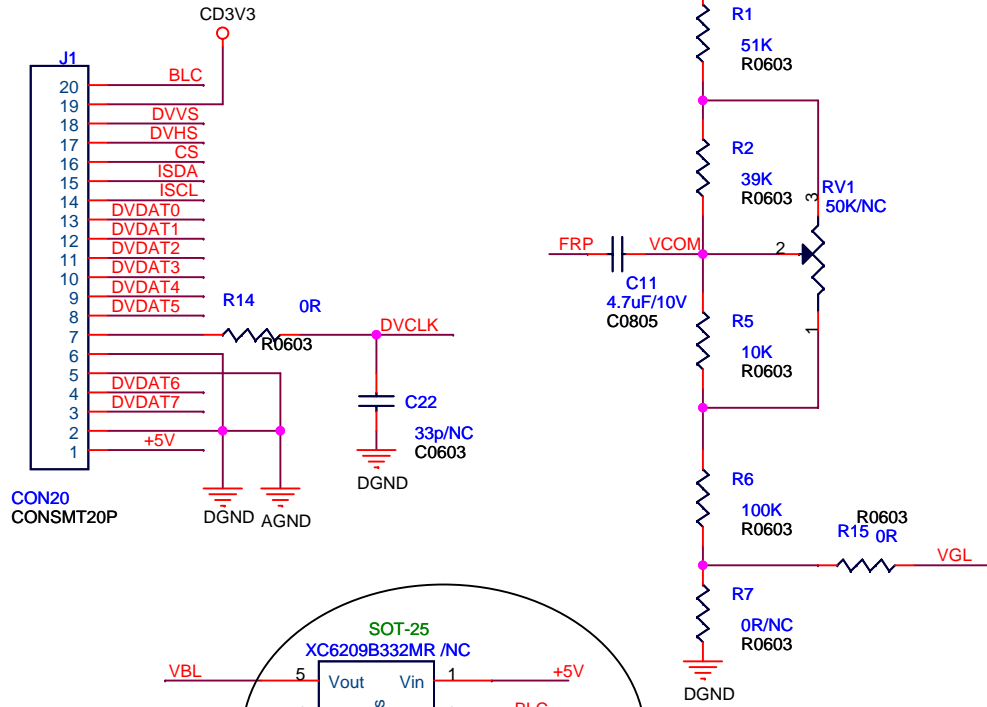 CD3V3
J1
20 BLC
19
18 DVVS
17 DVHS
16 CS
15 ISDA
14 ISCL
13 DVDAT0
12 DVDAT1
11 DVDAT2
10 DVDAT3
9 DVDAT4
8 DVDAT5
7
6
5
4 DVDAT6
3 DVDAT7
2
1 +5V
CON20
CONSMT20P
DGND
AGND
R14
0R
R0603
DVCLK
C22
33p/NC
C0603
DGND
R1
51K
R0603
R2
39K
R0603
RV1
50K/NC
3
2
1
FRP
VCOM
C11
4.7uF/10V
C0805
R5
10K
R0603
R6
100K
R0603
R0603
R15 0R
VGL
R7
0R/NC
R0603
DGND
SOT-25
XC6209B332MR /NC
VBL
5
Vout
Vin
1
+5V